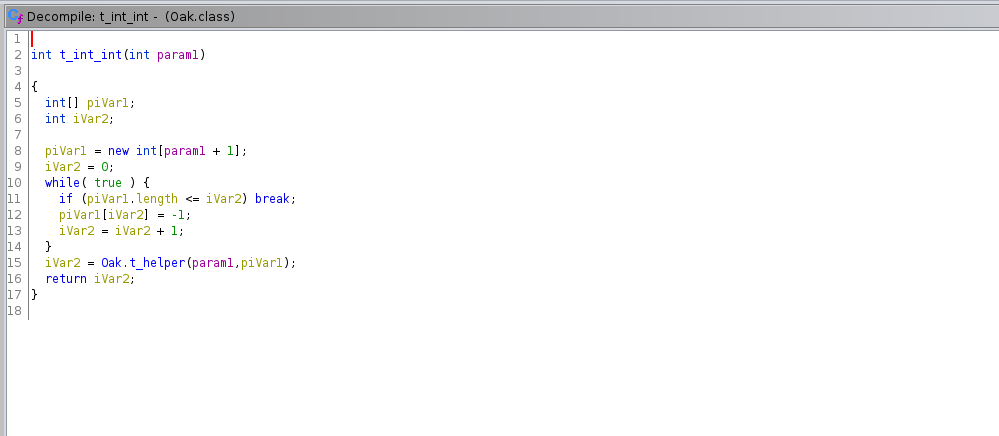 Decompile: t_int_int - (Oak.class)
1
2 int t_int_int(int param1)
3
4 {
5 int[] piVar1;
6 int iVar2;
7
8 piVar1 = new int[param1 + 1];
9 iVar2 = 0;
10 while( true ) {
11 if (piVar1.length <= iVar2) break;
12 piVar1[iVar2] = -1;
13 iVar2 = iVar2 + 1;
14 }
15 iVar2 = Oak.t_helper(param1,piVar1);
16 return iVar2;
17 }
18